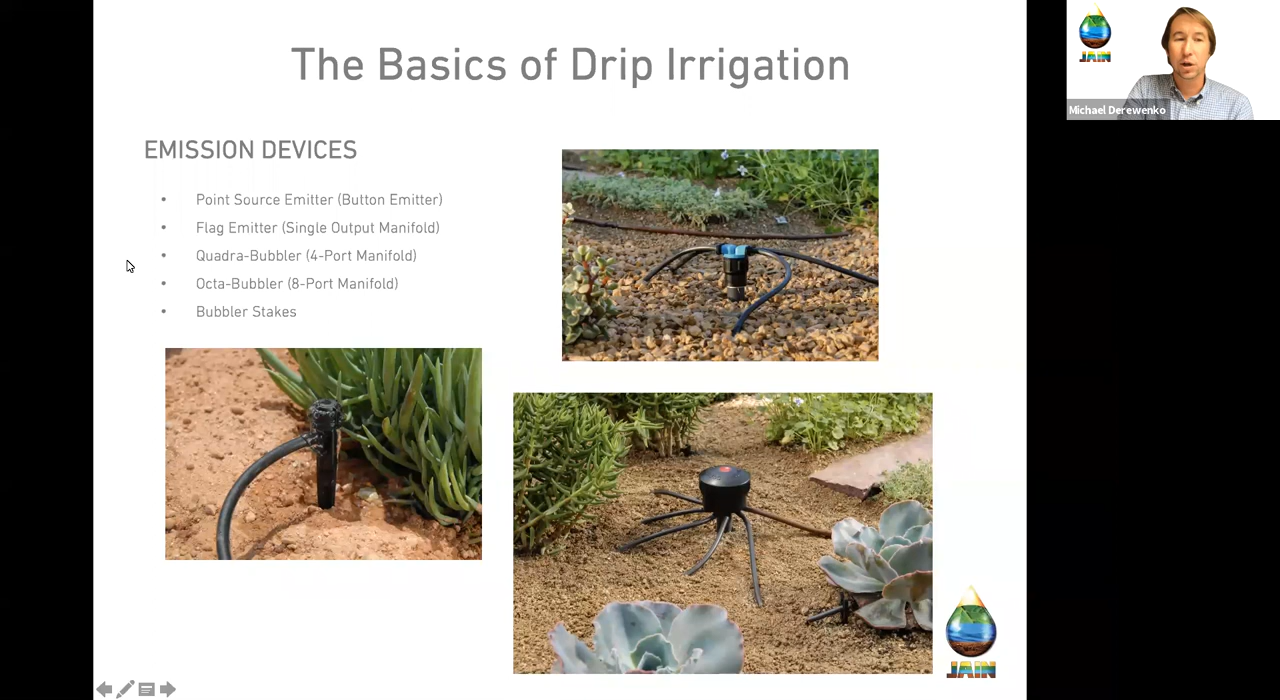 The Basics of Drip Irrigation
JAIN
Michael Derewenko
EMISSION DEVICES
• Point Source Emitter (Button Emitter)
• Flag Emitter (Single Output Manifold)
• Quadra-Bubbler (4-Port Manifold)
• Octa-Bubbler (8-Port Manifold)
• Bubbler Stakes
JAIN